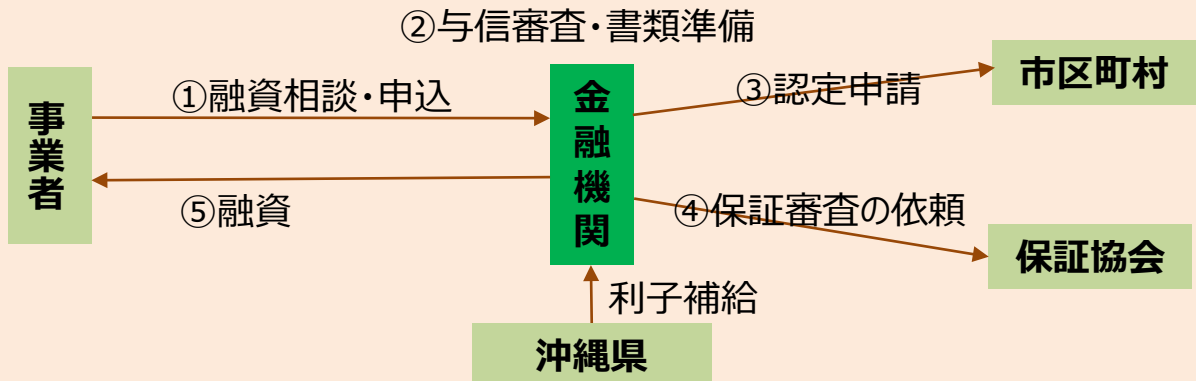 ②与信審査・書類準備
事業者
①融資相談・申込
金融機関
③認定申請
市区町村
⑤融資
④保証審査の依頼
保証協会
利子補給
沖縄県